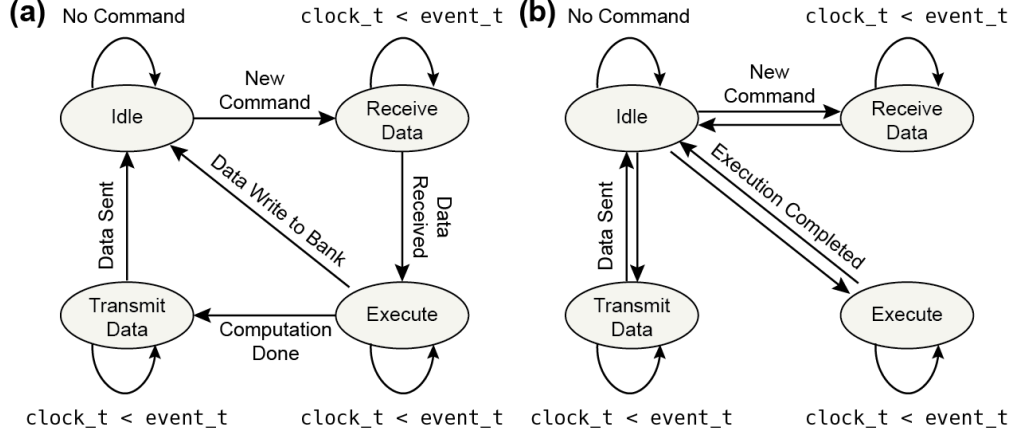 (a)
No Command
clock_t < event_t
Idle
New
Command
Receive
Data
Data Sent
Data Write to Bank
Data
Received
Transmit
Data
Computation
Done
Execute
clock_t < event_t
clock_t < event_t
(b)
No Command
clock_t < event_t
Idle
New
Command
Receive
Data
Data Sent
Execution Completed
Transmit
Data
Execute
clock_t < event_t
clock_t < event_t